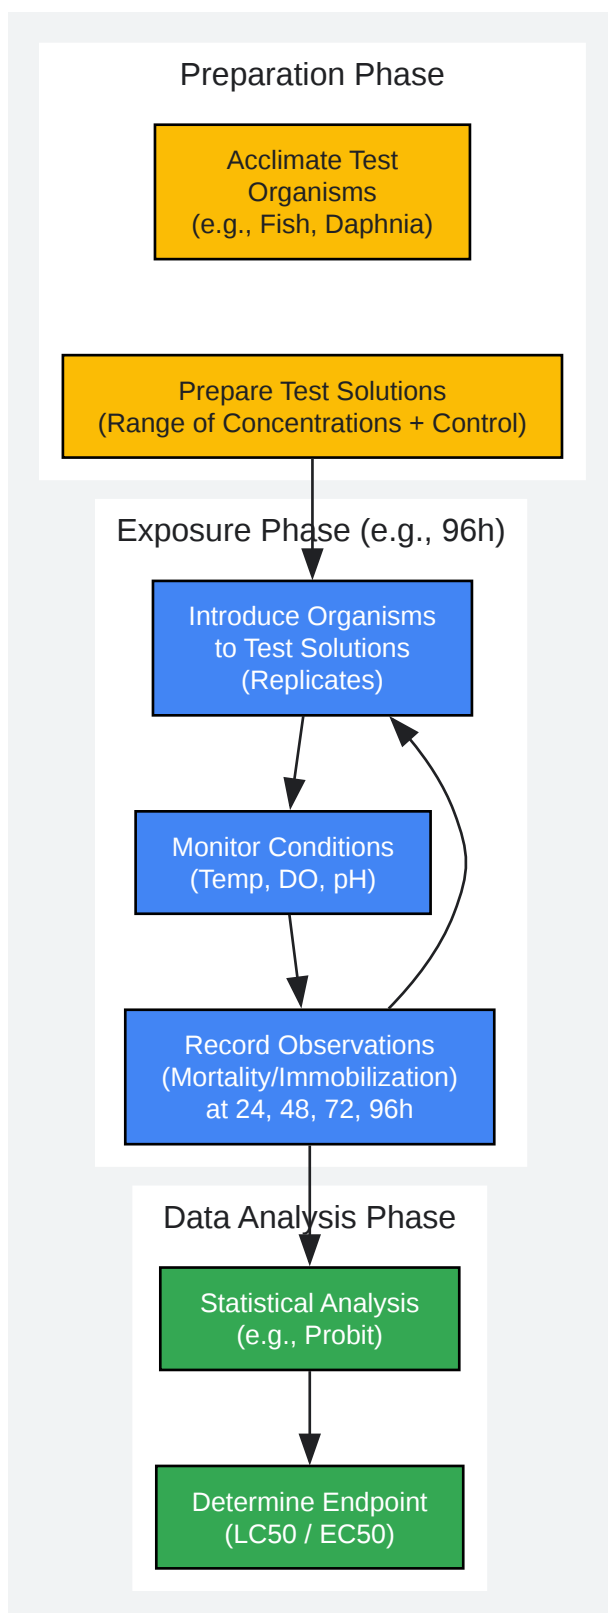 Preparation Phase
Acclimate Test
Organisms
(e.g., Fish, Daphnia)
Prepare Test Solutions
(Range of Concentrations + Control)
Exposure Phase (e.g., 96h)
Introduce Organisms
to Test Solutions
(Replicates)
Monitor Conditions
(Temp, DO, pH)
Record Observations
(Mortality/Immobilization)
at 24, 48, 72, 96h
Data Analysis Phase
Statistical Analysis
(e.g., Probit)
Determine Endpoint
(LC50 / EC50)